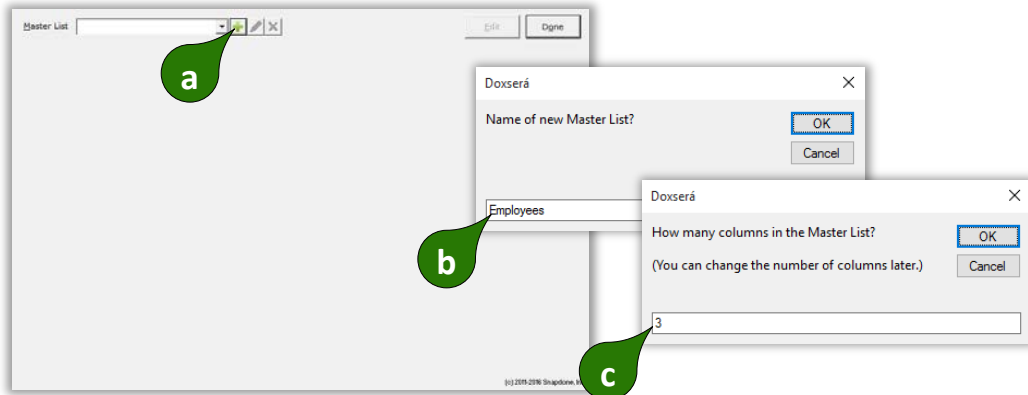 Master List
Edit
Done
a
Doxserá
Name of new Master List?
OK
Cancel
Employees
b
Doxserá
How many columns in the Master List?
OK
(You can change the number of columns later.)
Cancel
3
c
(c) 2011-2016 Snapdone, In